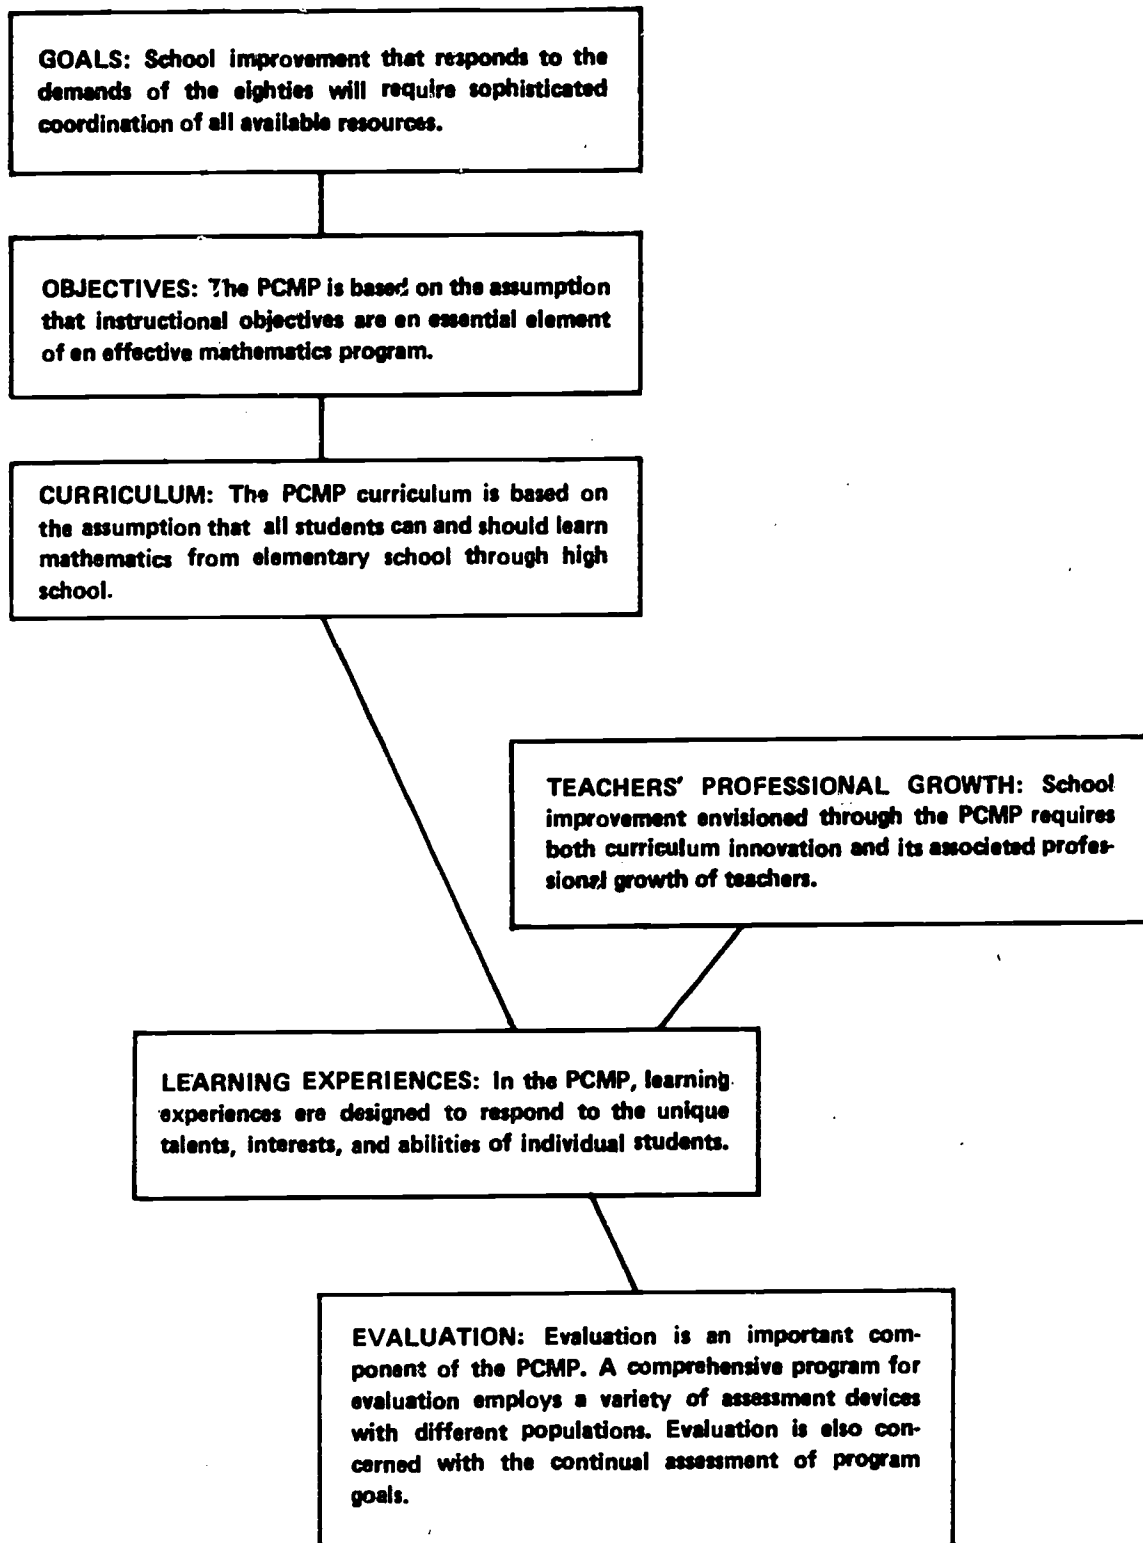 GOALS: School improvement that responds to the
demands of the eighties will require sophisticated
coordination of all available resources.
OBJECTIVES: The PCMP is based on the assumption
that instructional objectives are en essential element
of en effective mathematics program.
CURRICULUM: The PCMP curriculum is based on
the assumption that all students can and should learn
mathematics from elementary school through high
school.
TEACHERS' PROFESSIONAL GROWTH: School
improvement envisioned through the PCMP requires
both curriculum innovation and its associated profes-
sional growth of teachers.
LEARNING EXPERIENCES: In the PCMP, learning
experiences ere designed to respond to the unique
talents, interests, and abilities of individual students.
EVALUATION: Evaluation is an important com-
ponent of the PCMP. A comprehensive program for
evaluation employs a variety of assessment devices
with different populations. Evaluation is elso con-
cerned with the continual assessment of program
goals.